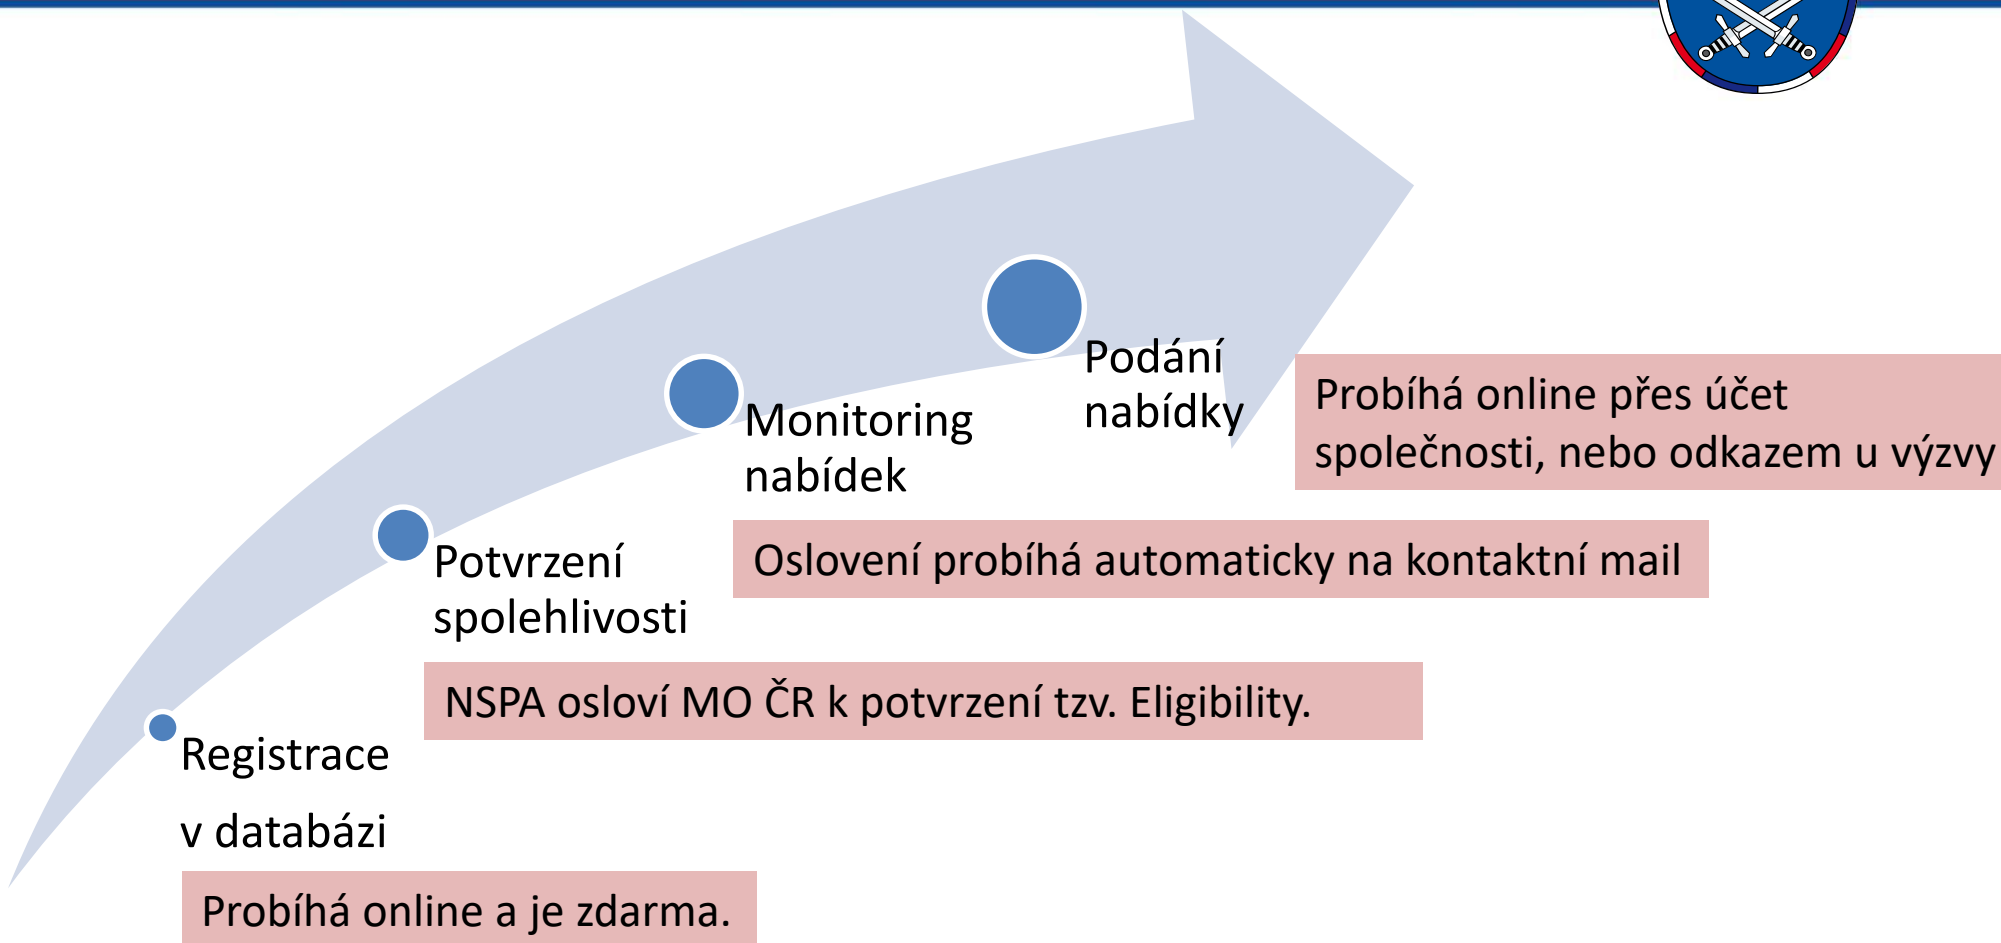 Registrace
v databázi
Probíhá online a je zdarma.
Potvrzení
spolehlivosti
NSPA osloví MO ČR k potvrzení tzv. Eligibility.
Monitoring
nabídek
Oslovení probíhá automaticky na kontaktní mail
Podání
nabídky
Probíhá online přes účet
společnosti, nebo odkazem u výzvy